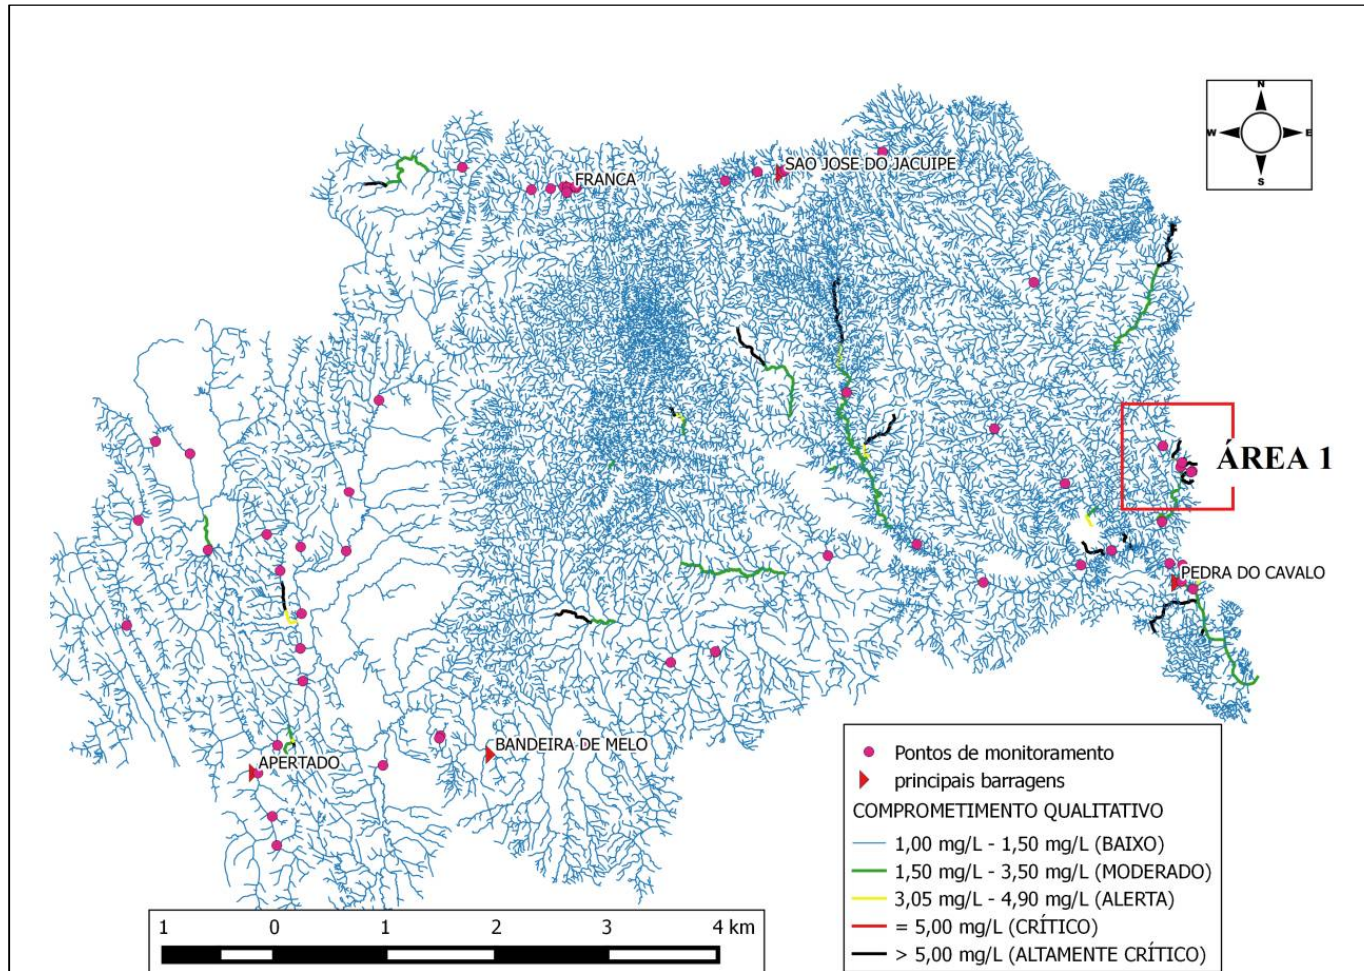 N
W
E
S
SAO JOSE DO JACUIPE
FRANCA
ÁREA 1
PEDRA DO CAVALO
BANDEIRA DE MELO
APERTADO
Pontos de monitoramento
principais barragens
COMPROMETIMENTO QUALITATIVO
1,00 mg/L - 1,50 mg/L (BAIXO)
1,50 mg/L - 3,50 mg/L (MODERADO)
3,05 mg/L - 4,90 mg/L (ALERTA)
= 5,00 mg/L (CRÍTICO)
> 5,00 mg/L (ALTAMENTE CRÍTICO)
1 0 1 2 3 4 km